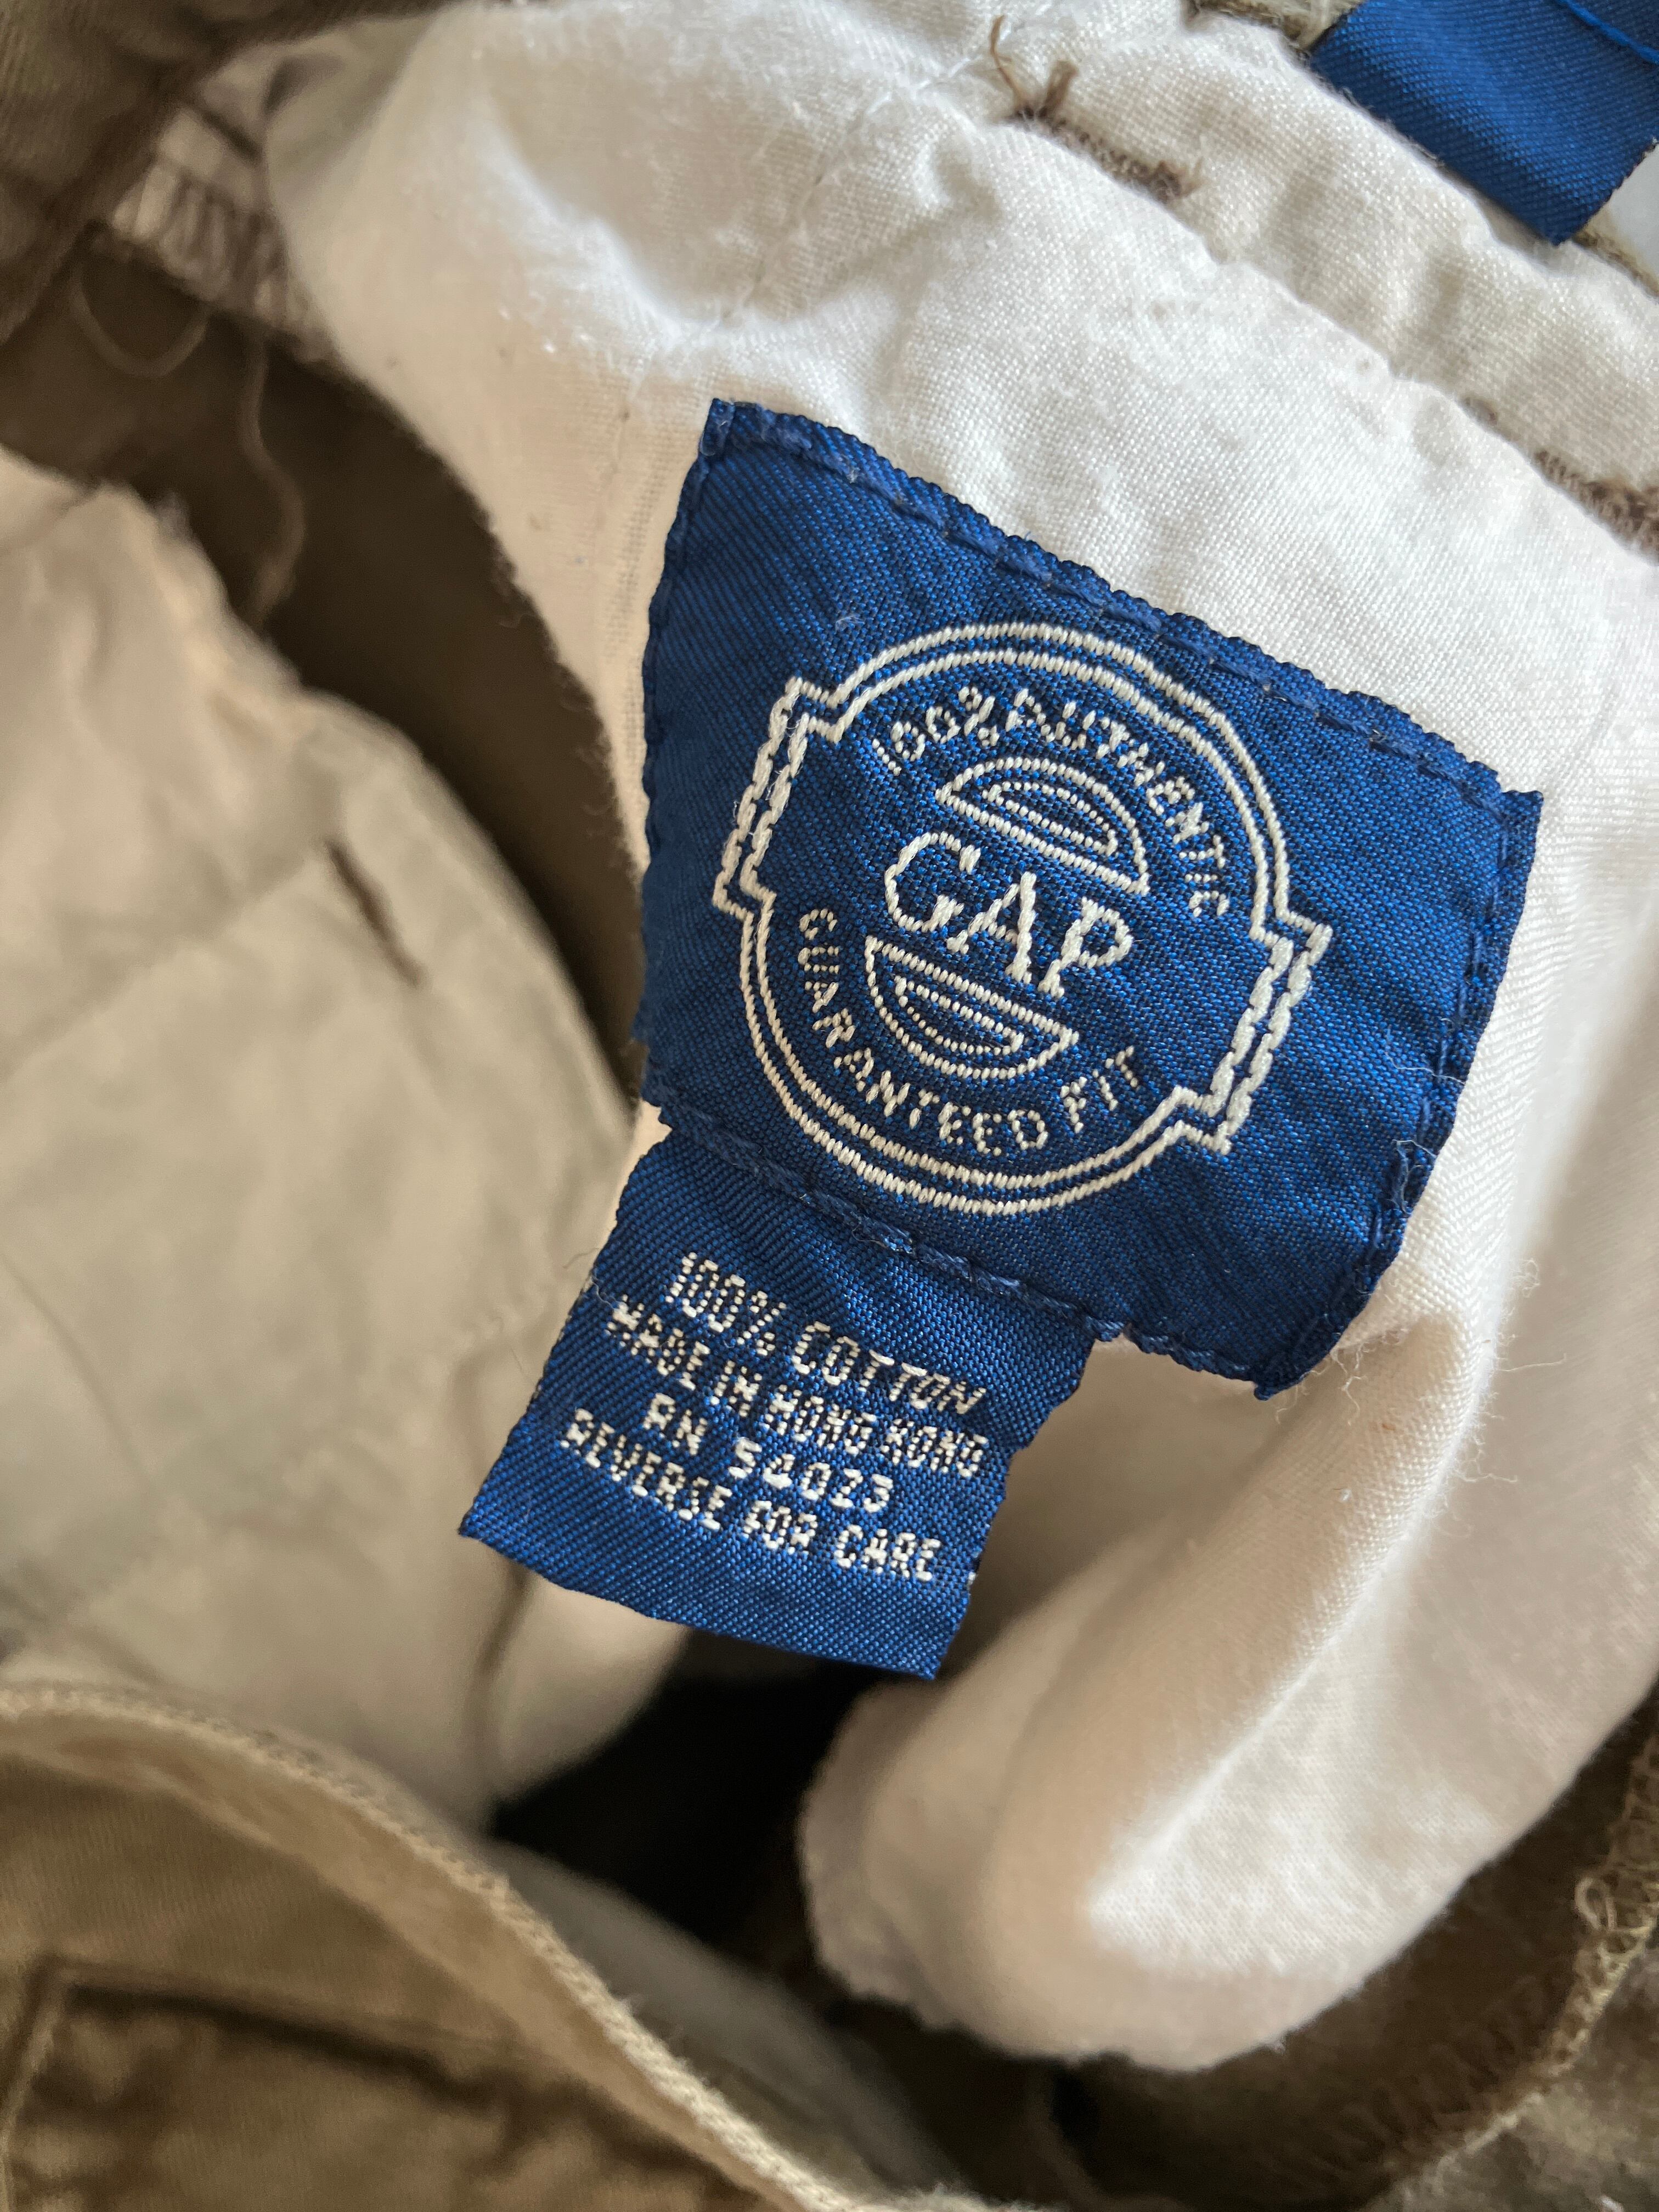 100% AUTHENTIC
GAP
GUARANTEED FIT
100% COTTON
MADE IN HONG KONG
RN 54023
REVERSE FOR CARE